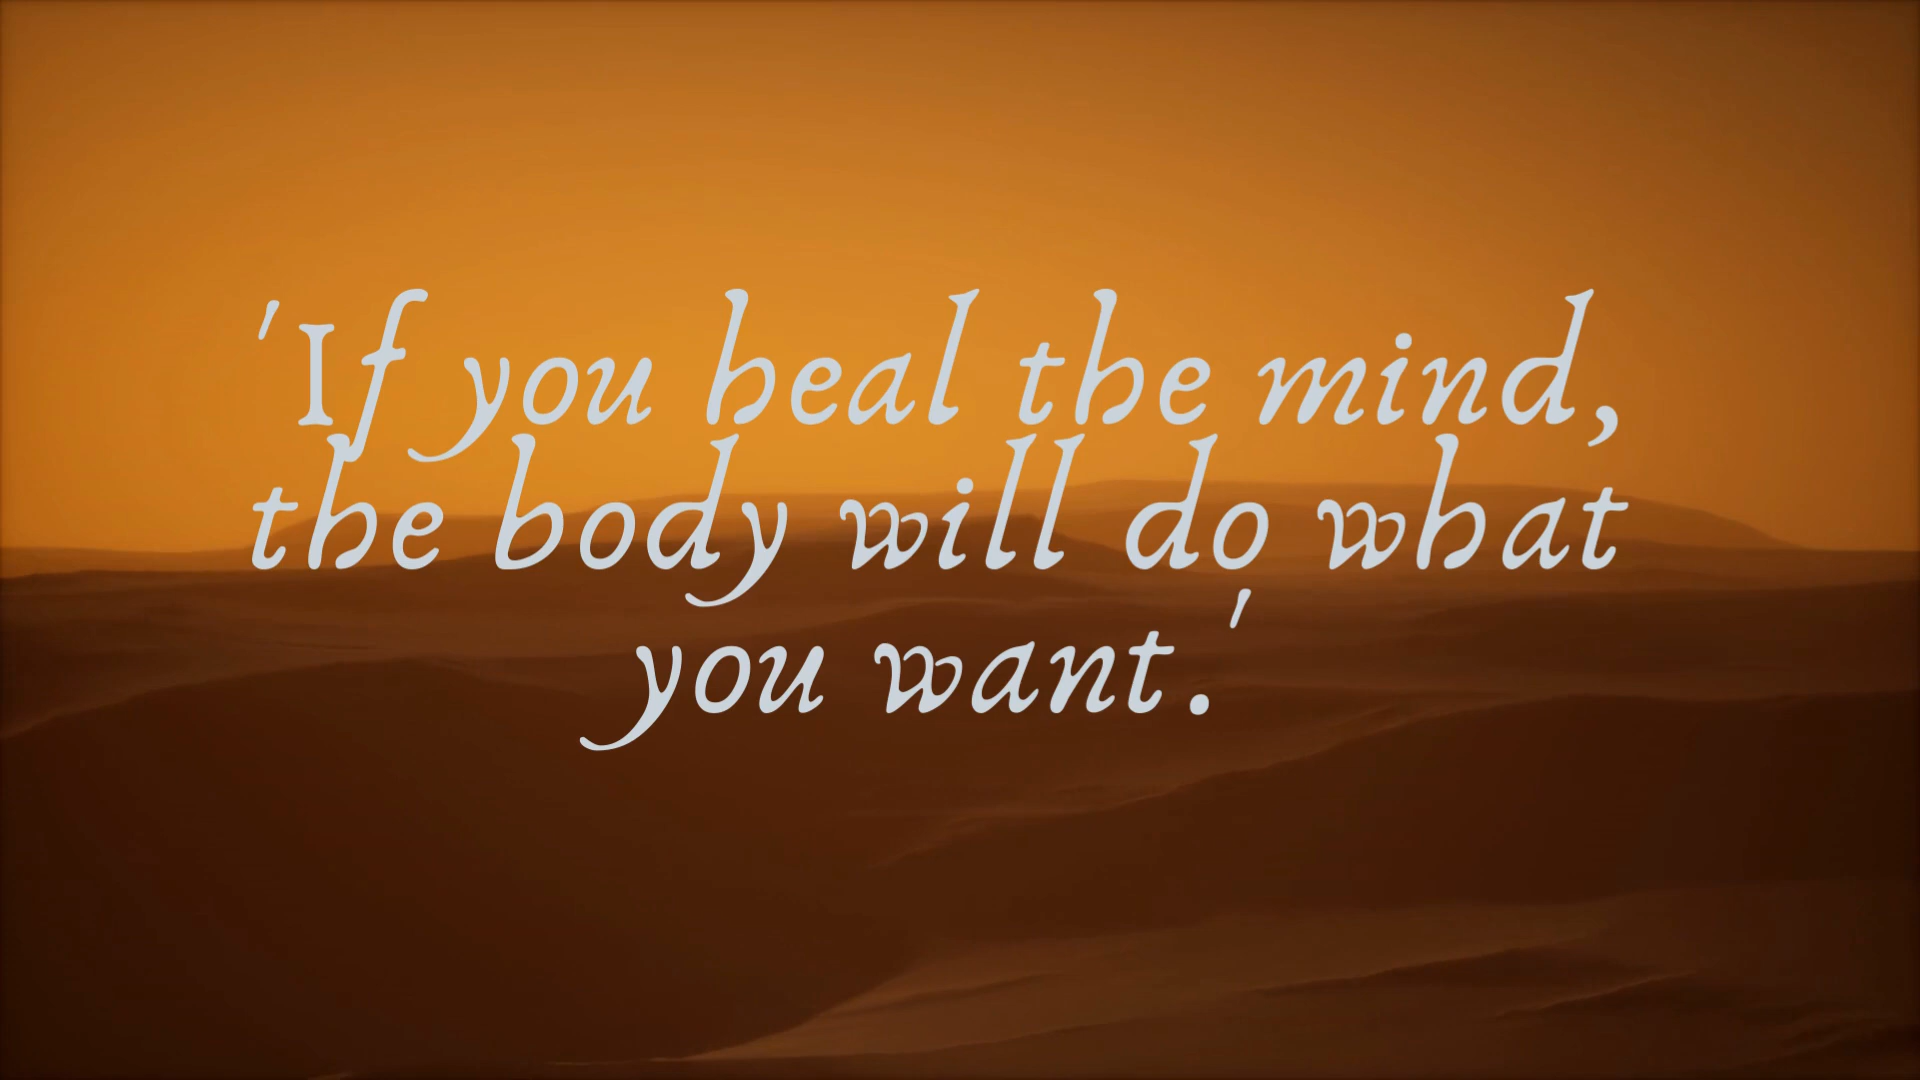 'If you heal the mind,
the body will do what
you want.'